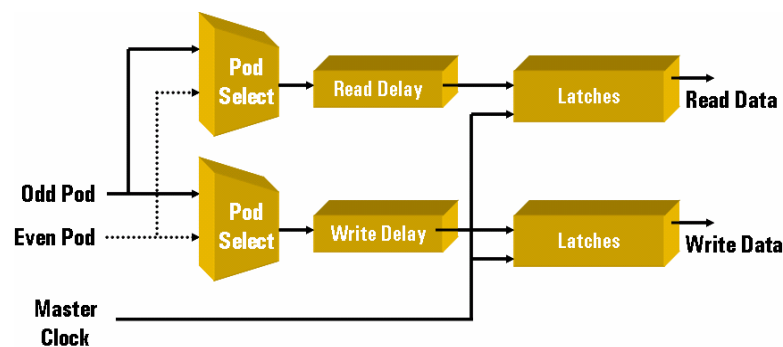 Pod
Select
Read Delay
Latches
Read Data
Odd Pod
Even Pod
Pod
Select
Write Delay
Latches
Write Data
Master
Clock